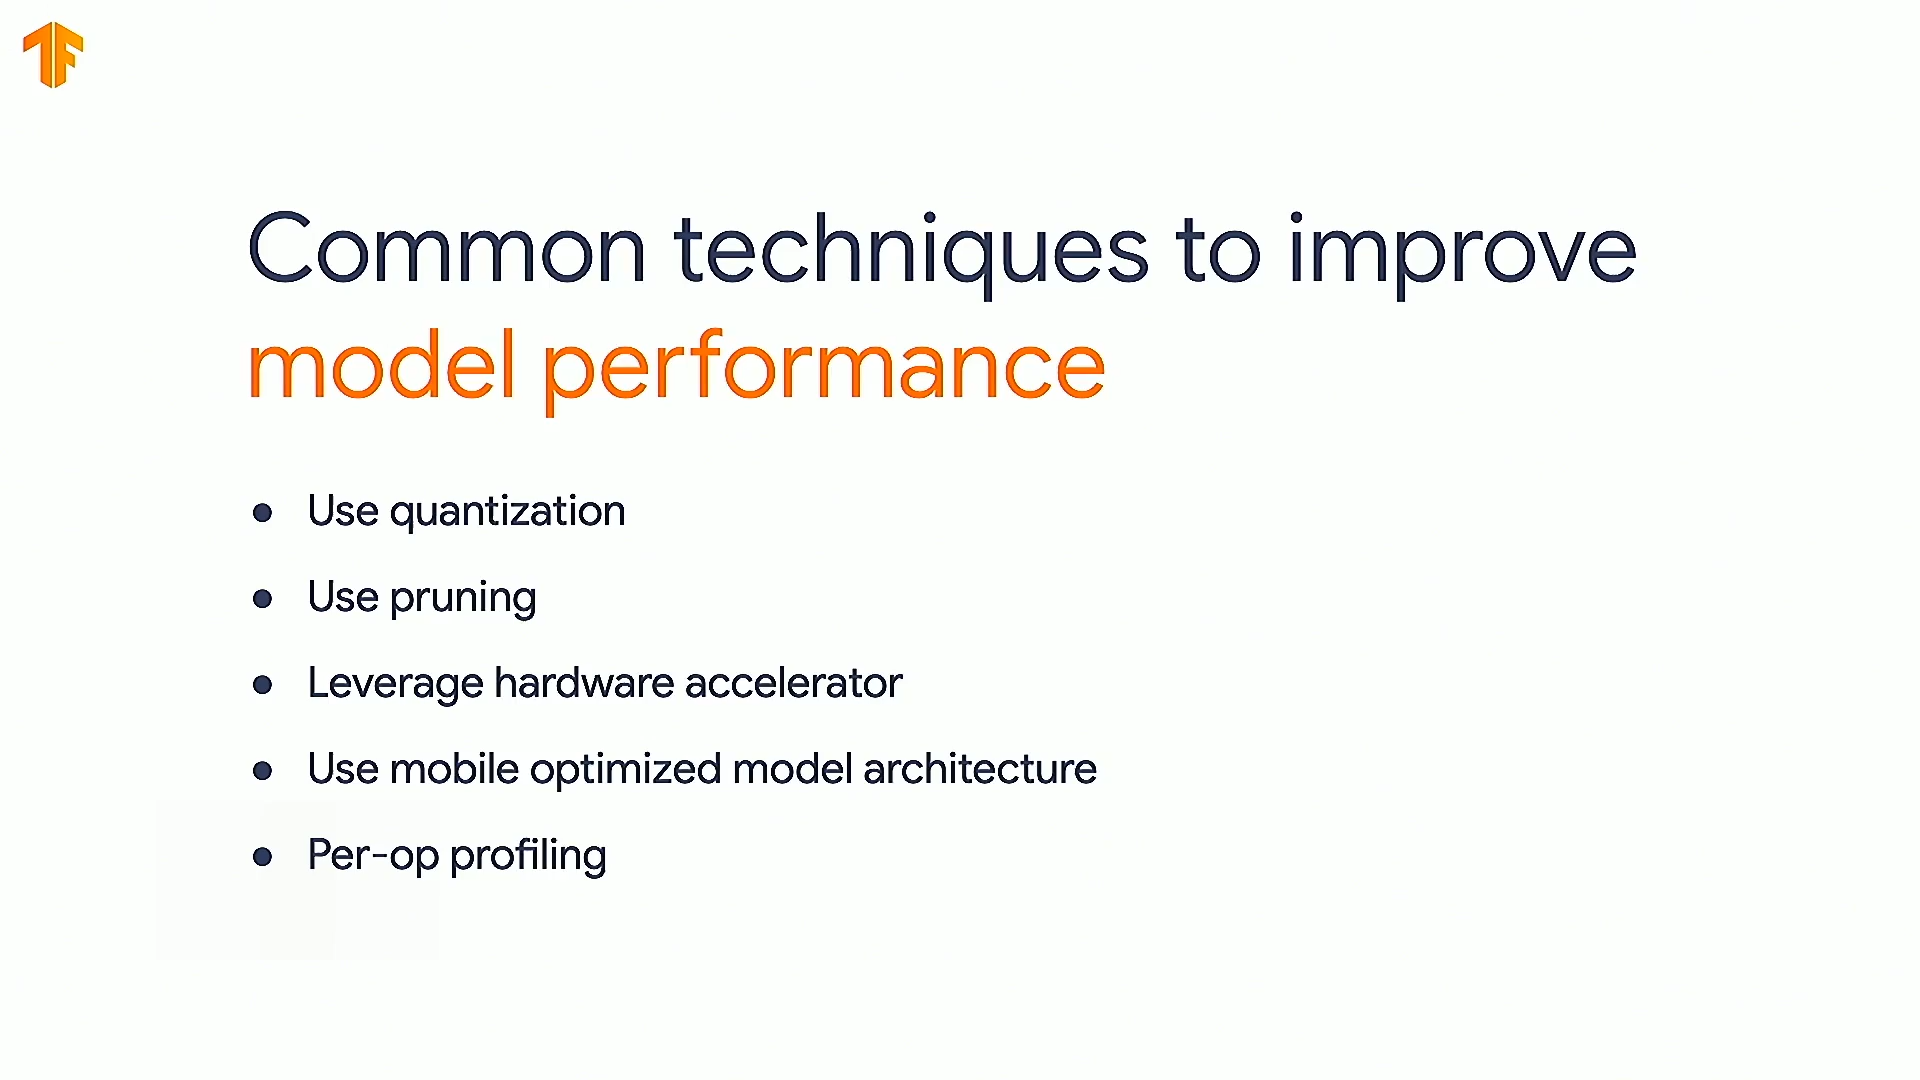 Common techniques to improve
model performance
● Use quantization
● Use pruning
● Leverage hardware accelerator
● Use mobile optimized model architecture
● Per-op profiling